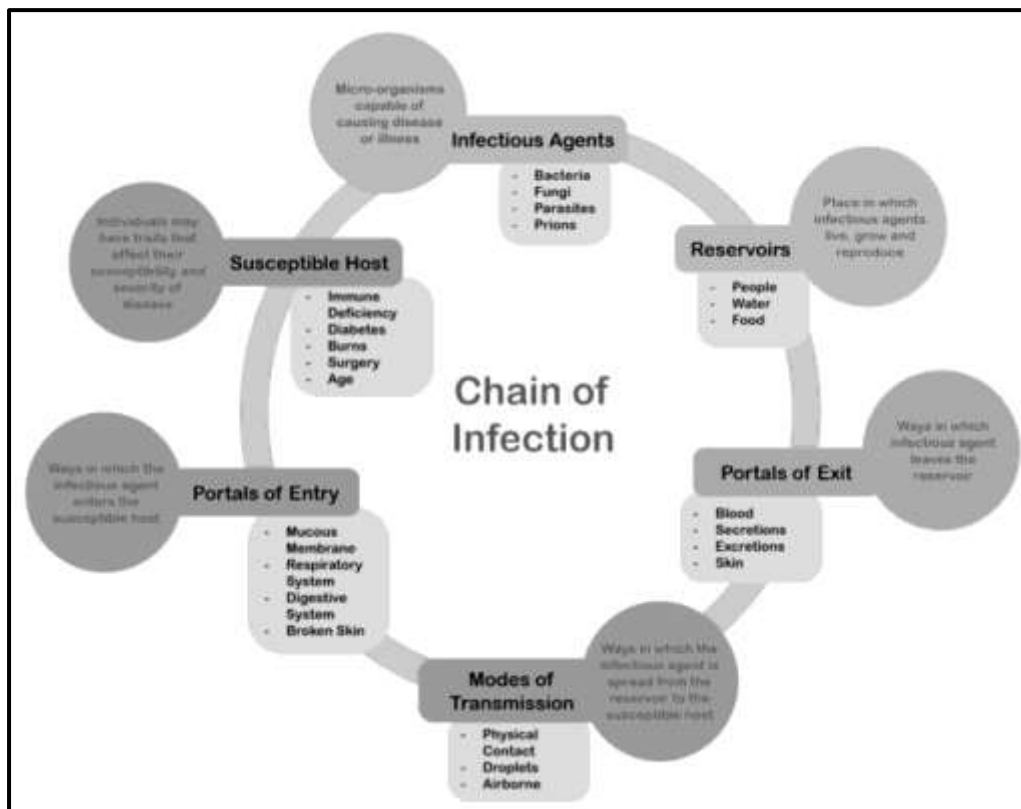 Micro-organisms
capable of
causing disease
or illness
Infectious Agents
- Bacteria
- Fungi
- Parasites
- Prions
Place in which
infectious agents
live, grow and
reproduce
Reservoirs
- People
- Water
- Food
Ways in which
infectious agent
leaves the
reservoir
Portals of Exit
- Blood
- Secretions
- Excretions
- Skin
Ways in which the
infectious agent is
spread from the
reservoir to the
susceptible host
Modes of
Transmission
- Physical
Contact
- Droplets
- Airborne
Ways in which the
infectious agent
enters the
susceptible host
Portals of Entry
- Mucous
Membrane
- Respiratory
System
- Digestive
System
- Broken Skin
Individuals may
have traits that
affect their
susceptibility and
severity of
disease
Susceptible Host
- Immune
Deficiency
- Diabetes
- Burns
- Surgery
- Age
Chain of
Infection